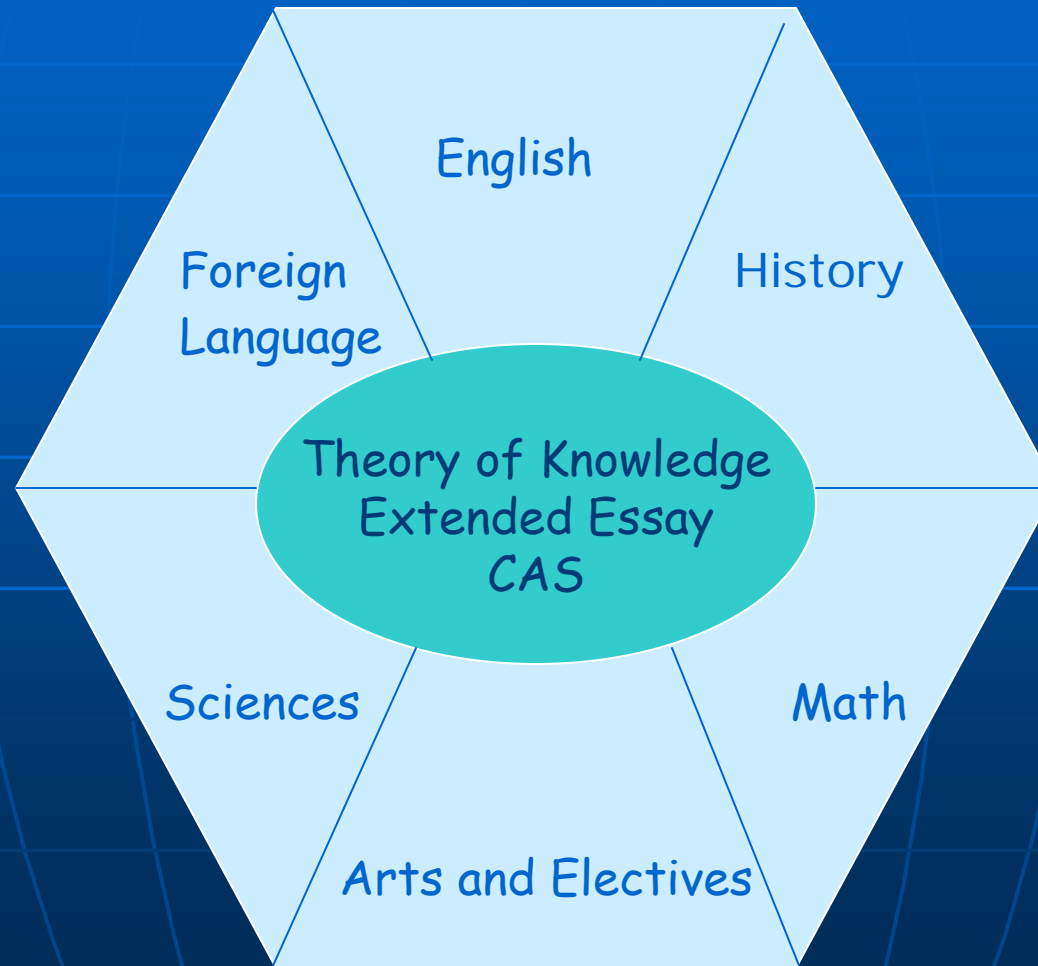 English
Foreign
Language
History
Theory of Knowledge
Extended Essay
CAS
Sciences
Math
Arts and Electives